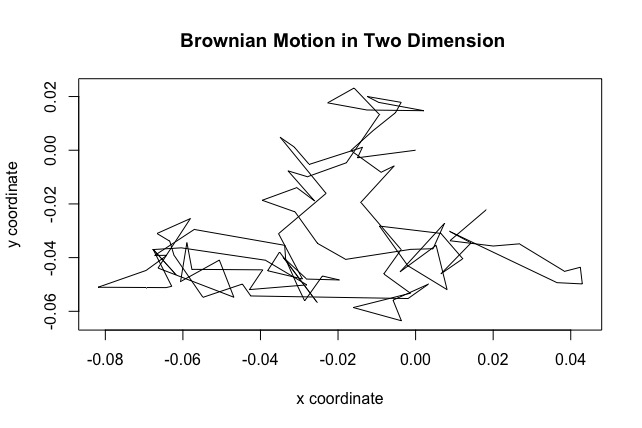 Brownian Motion in Two Dimension
y coordinate
0.02
0.00
-0.02
-0.04
-0.06
-0.08 -0.06 -0.04 -0.02 0.00 0.02 0.04
x coordinate